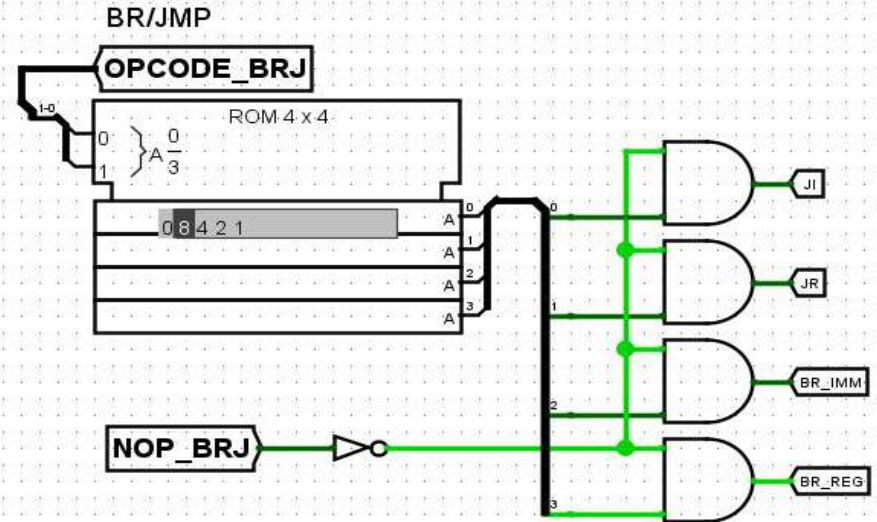 BR/JMP
OPCODE_BRJ
1-0
ROM 4 x 4
0
1
A
0
3
0 8 4 2 1
A 0
A 1
A 2
A 3
0
1
2
3
JI
JR
BR_IMM
BR_REG
NOP_BRJ